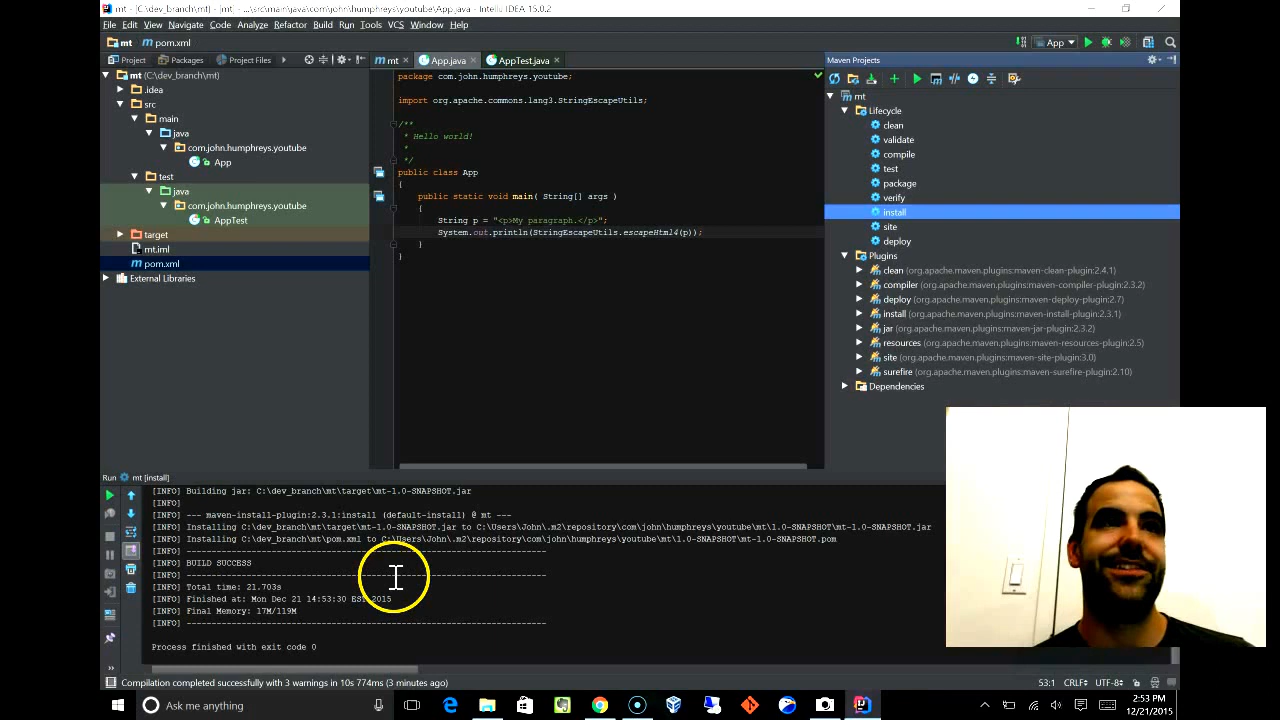 mt - [C:\dev_branch\mt] - [mt] - ...\src\main\java\com\john\humphreys\youtube\App.java - IntelliJ IDEA 15.0.2
File Edit View Navigate Code Analyze Refactor Build Run Tools VCS Window Help
mt pom.xml
App
Project Packages Project Files
mt App.java AppTest.java
Maven Projects
mt (C:\dev_branch\mt)
.idea
src
main
java
com.john.humphreys.youtube
App
test
java
com.john.humphreys.youtube
AppTest
target
mt.iml
pom.xml
External Libraries
package com.john.humphreys.youtube;
import org.apache.commons.lang3.StringEscapeUtils;
/**
* Hello world!
*
*/
public class App
{
public static void main( String[] args )
{
String p = "<p>My paragraph.</p>";
System.out.println(StringEscapeUtils.escapeHtml4(p));
}
}
mt
Lifecycle
clean
validate
compile
test
package
verify
install
site
deploy
Plugins
clean (org.apache.maven.plugins:maven-clean-plugin:2.4.1)
compiler (org.apache.maven.plugins:maven-compiler-plugin:2.3.2)
deploy (org.apache.maven.plugins:maven-deploy-plugin:2.7)
install (org.apache.maven.plugins:maven-install-plugin:2.3.1)
jar (org.apache.maven.plugins:maven-jar-plugin:2.3.2)
resources (org.apache.maven.plugins:maven-resources-plugin:2.5)
site (org.apache.maven.plugins:maven-site-plugin:3.0)
surefire (org.apache.maven.plugins:maven-surefire-plugin:2.10)
Dependencies
Run mt [install]
[INFO] Building jar: C:\dev_branch\mt\target\mt-1.0-SNAPSHOT.jar
[INFO]
[INFO] --- maven-install-plugin:2.3.1:install (default-install) @ mt ---
[INFO] Installing C:\dev_branch\mt\target\mt-1.0-SNAPSHOT.jar to C:\Users\John\.m2\repository\com\john\humphreys\youtube\mt\1.0-SNAPSHOT\mt-1.0-SNAPSHOT.jar
[INFO] Installing C:\dev_branch\mt\pom.xml to C:\Users\John\.m2\repository\com\john\humphreys\youtube\mt\1.0-SNAPSHOT\mt-1.0-SNAPSHOT.pom
[INFO] ------------------------------------------------------------------------
[INFO] BUILD SUCCESS
[INFO] ------------------------------------------------------------------------
[INFO] Total time: 21.703s
[INFO] Finished at: Mon Dec 21 14:53:30 EST 2015
[INFO] Final Memory: 17M/119M
[INFO] ------------------------------------------------------------------------
Process finished with exit code 0
Compilation completed successfully with 3 warnings in 10s 774ms (3 minutes ago)
53:1 CRLF UTF-8
Ask me anything
2:53 PM
12/21/2015